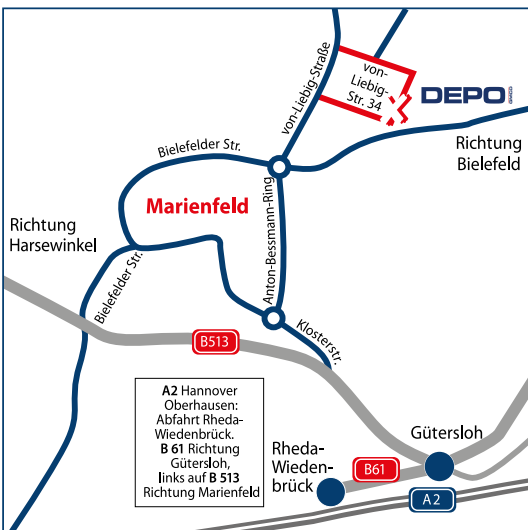 von-Liebig-Straße
von-
Liebig-
Str. 34
DEPO
Richtung
Bielefeld
Bielefelder Str.
Marienfeld
Anton-Bessmann-Ring
Richtung
Harsewinkel
Bielefelder Str.
Klosterstr.
B513
A2 Hannover
Oberhausen:
Abfahrt Rheda-
Wiedenbrück.
B 61 Richtung
Gütersloh,
links auf B 513
Richtung Marienfeld
Gütersloh
Rheda-
Wieden-
brück
B61
A2